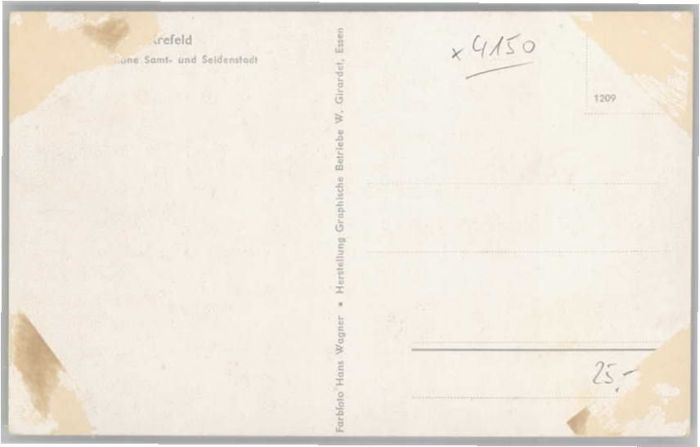 Krefeld
Samt- und Seidenstadt
Farbfoto Hans Wagner * Herstellung Graphische Betriebe W. Girardet, Essen
x 4150
1209
25,-